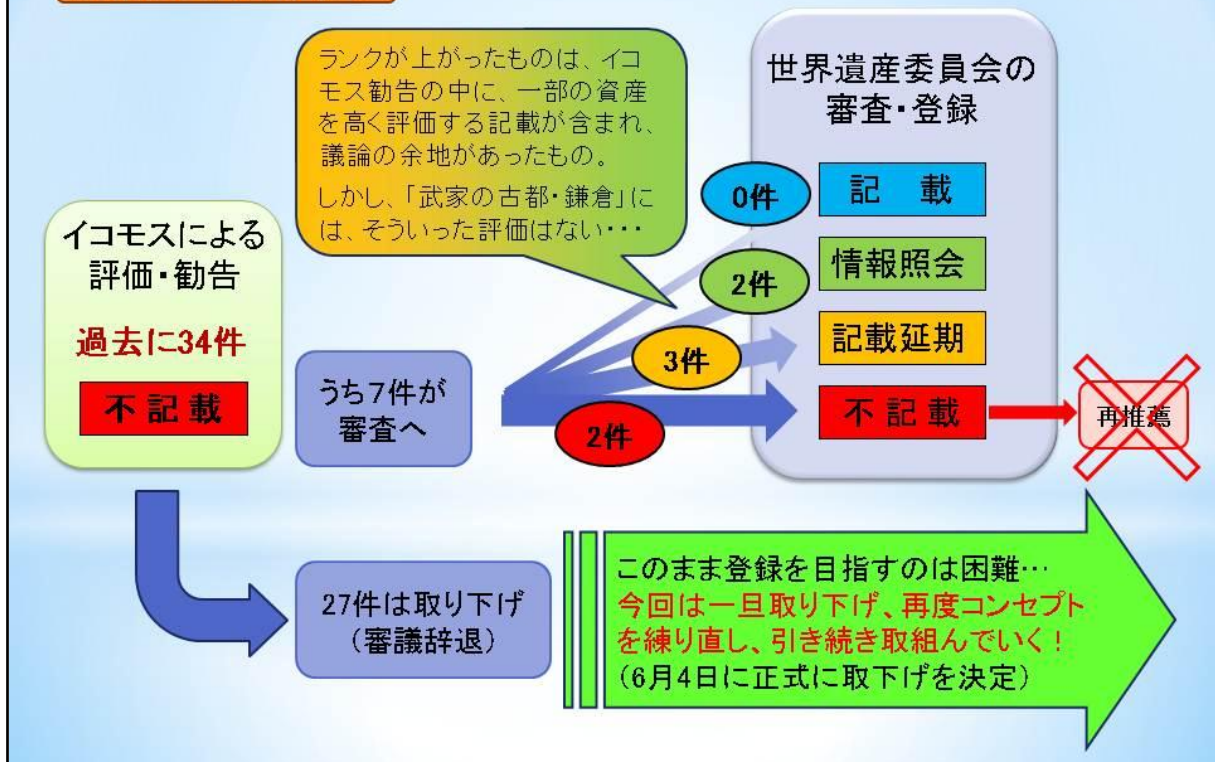 ランクが上がったものは、イコ
モス勧告の中に、一部の資産
を高く評価する記載が含まれ、
議論の余地があったもの。
しかし、「武家の古都・鎌倉」に
は、そういった評価はない・・・
世界遺産委員会の
審査・登録
イコモスによる
評価・勧告
過去に34件
不記載
うち7件が
審査へ
0件
記　載
2件
情報照会
3件
記載延期
2件
不記載
再推薦
27件は取り下げ
（審議辞退）
このまま登録を目指すのは困難…
今回は一旦取り下げ、再度コンセプト
を練り直し、引き続き取組んでいく！
（6月4日に正式に取下げを決定）